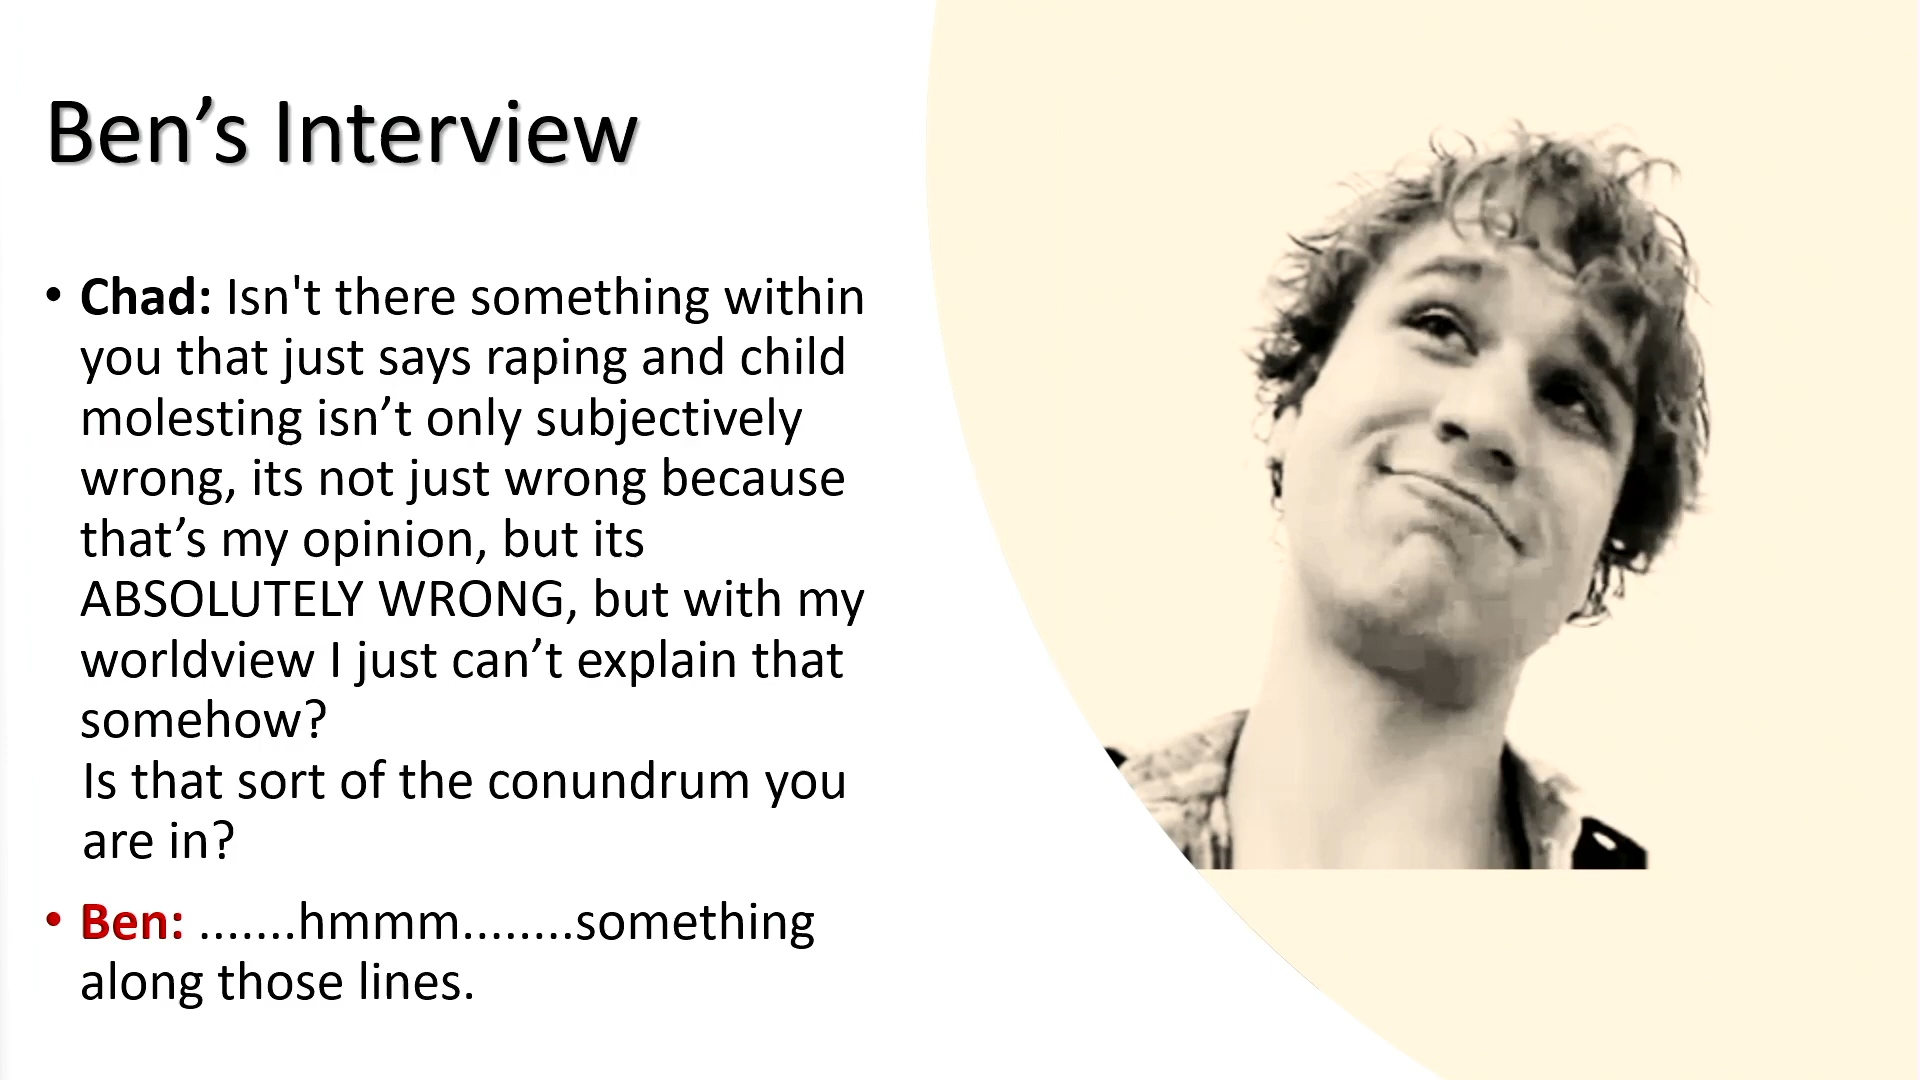 Ben’s Interview
• Chad: Isn't there something within
you that just says raping and child
molesting isn’t only subjectively
wrong, its not just wrong because
that’s my opinion, but its
ABSOLUTELY WRONG, but with my
worldview I just can’t explain that
somehow?
Is that sort of the conundrum you
are in?
• Ben: .......hmmm........something
along those lines.